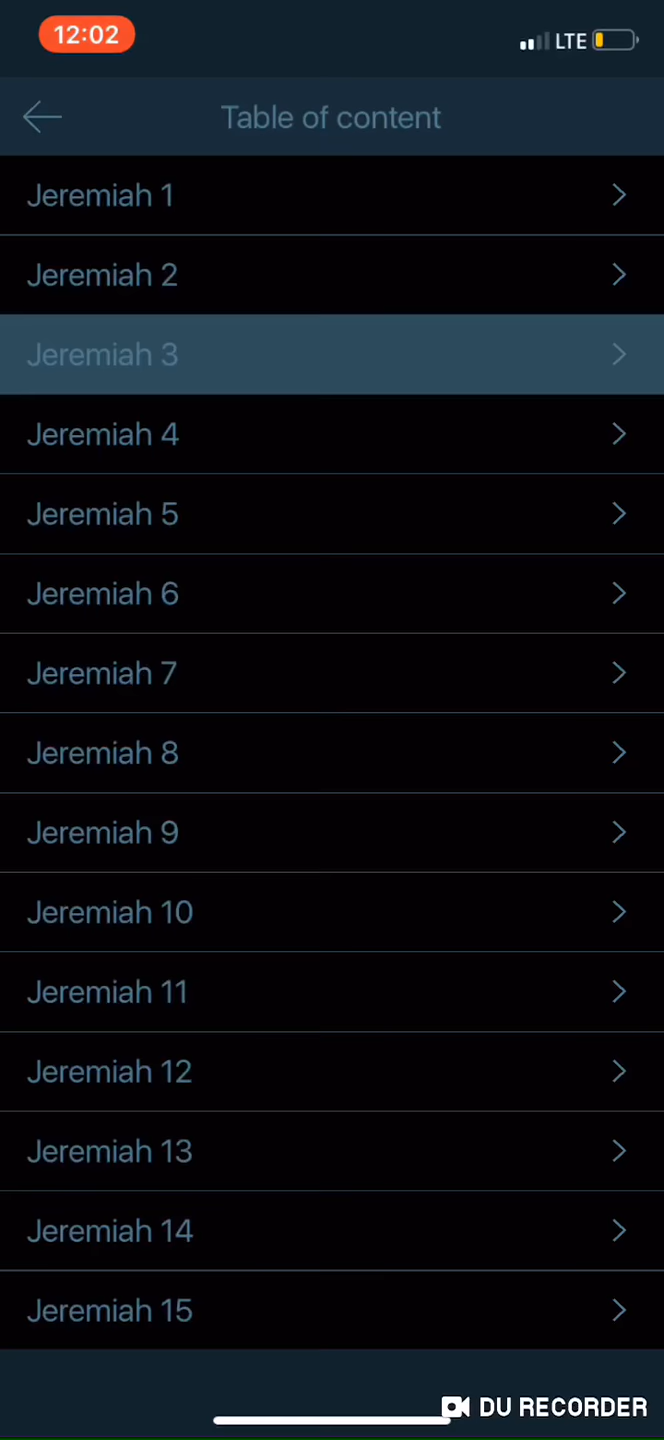 12:02
LTE
Table of content
Jeremiah 1
Jeremiah 2
Jeremiah 3
Jeremiah 4
Jeremiah 5
Jeremiah 6
Jeremiah 7
Jeremiah 8
Jeremiah 9
Jeremiah 10
Jeremiah 11
Jeremiah 12
Jeremiah 13
Jeremiah 14
Jeremiah 15
DU RECORDER